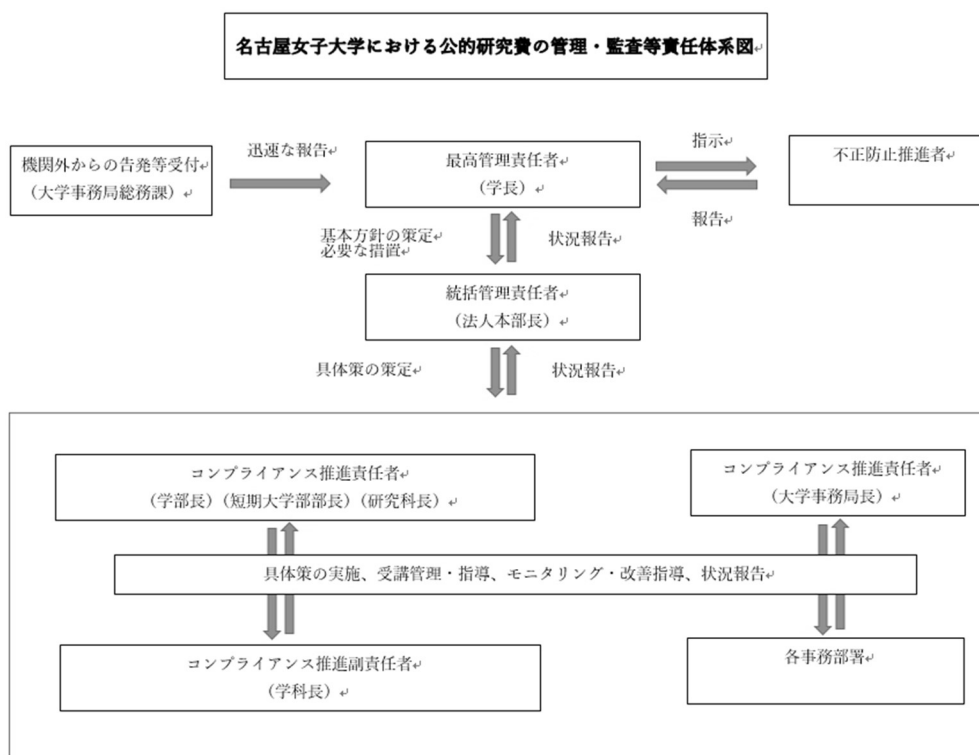 名古屋女子大学における公的研究費の管理・監査等責任体系図
機関外からの告発等受付
（大学事務局総務課）
迅速な報告
最高管理責任者
（学長）
指示
報告
不正防止推進者
基本方針の策定
必要な措置
状況報告
統括管理責任者
（法人本部長）
具体策の策定
状況報告
コンプライアンス推進責任者
（学部長）（短期大学部部長）（研究科長）
コンプライアンス推進責任者
（大学事務局長）
具体策の実施、受講管理・指導、モニタリング・改善指導、状況報告
コンプライアンス推進副責任者
（学科長）
各事務部署